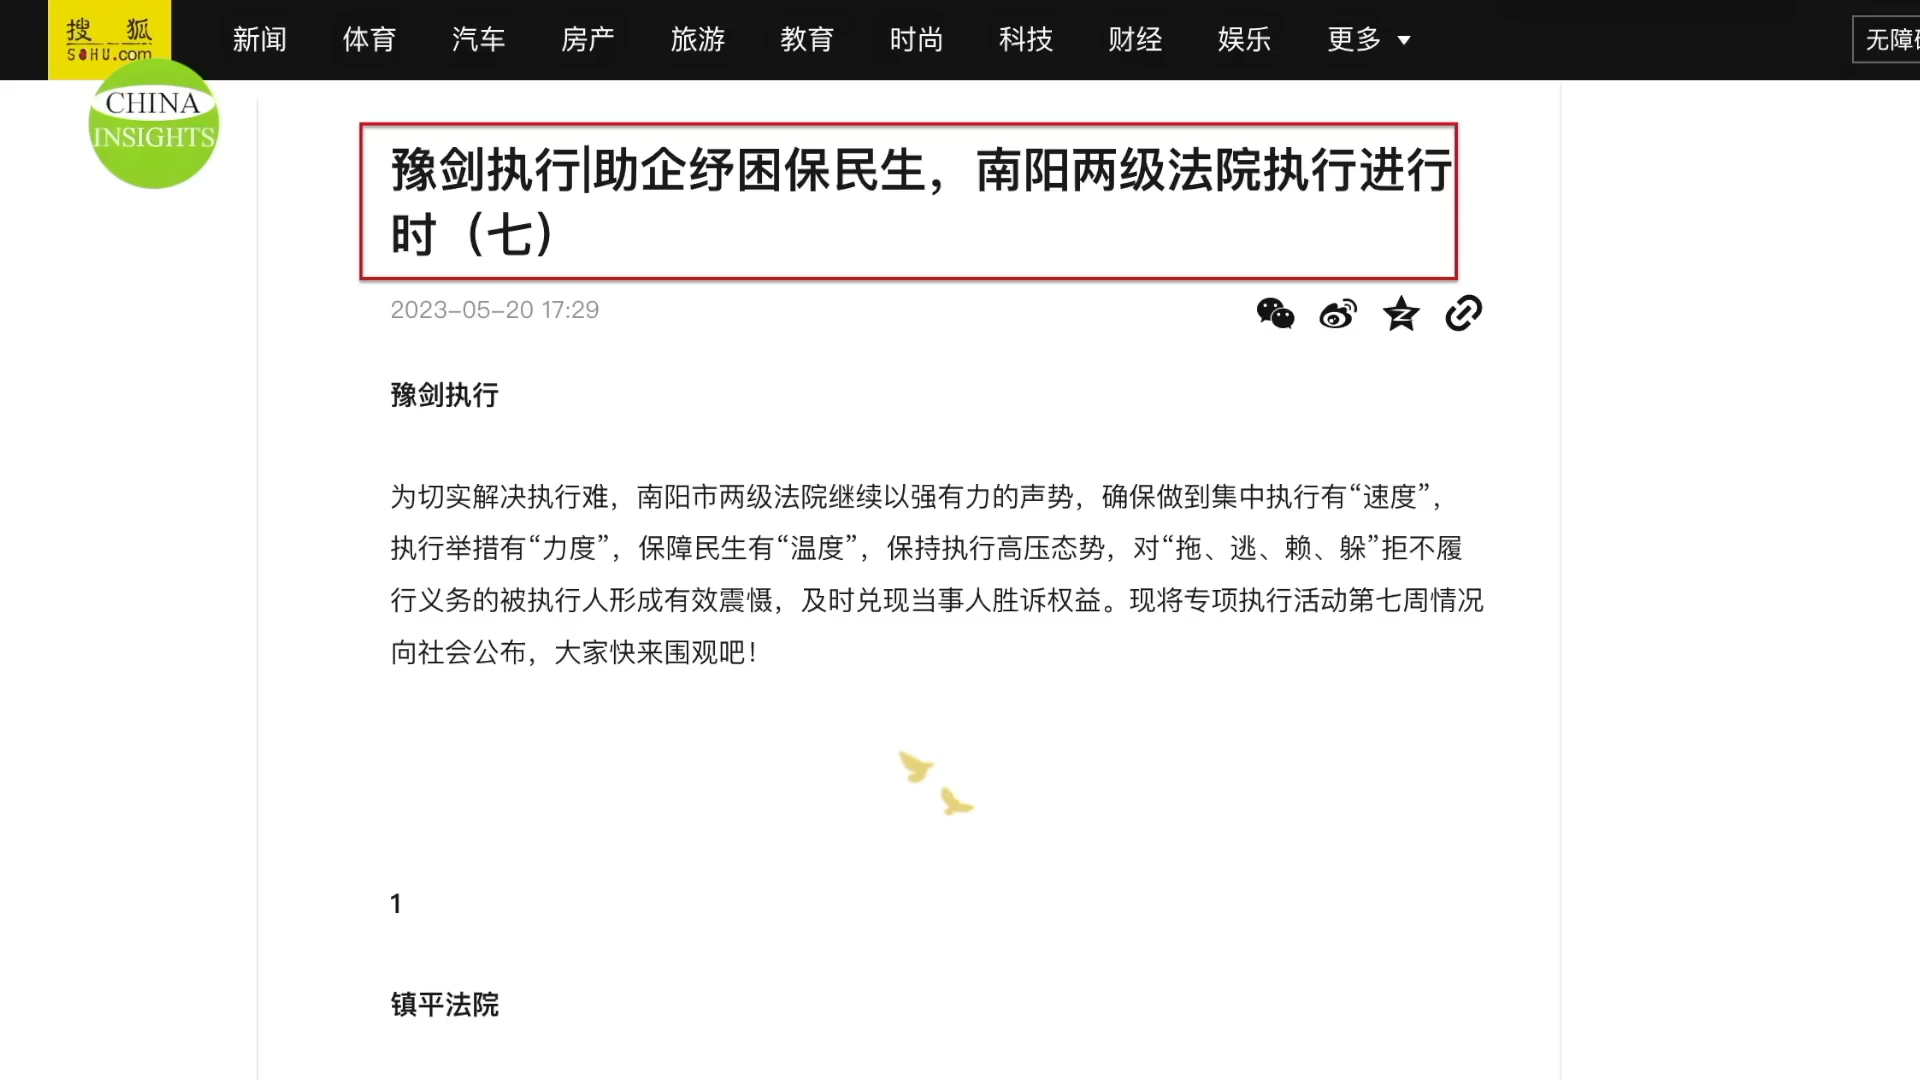 搜狐
SOHU.com
新闻 体育 汽车 房产 旅游 教育 时尚 科技 财经 娱乐 更多
无障
CHINA
INSIGHTS
豫剑执行|助企纾困保民生，南阳两级法院执行进行
时（七）
2023-05-20 17:29
豫剑执行
为切实解决执行难，南阳市两级法院继续以强有力的声势，确保做到集中执行有“速度”，
执行举措有“力度”，保障民生有“温度”，保持执行高压态势，对“拖、逃、赖、躲”拒不履
行义务的被执行人形成有效震慑，及时兑现当事人胜诉权益。现将专项执行活动第七周情况
向社会公布，大家快来围观吧！
1
镇平法院